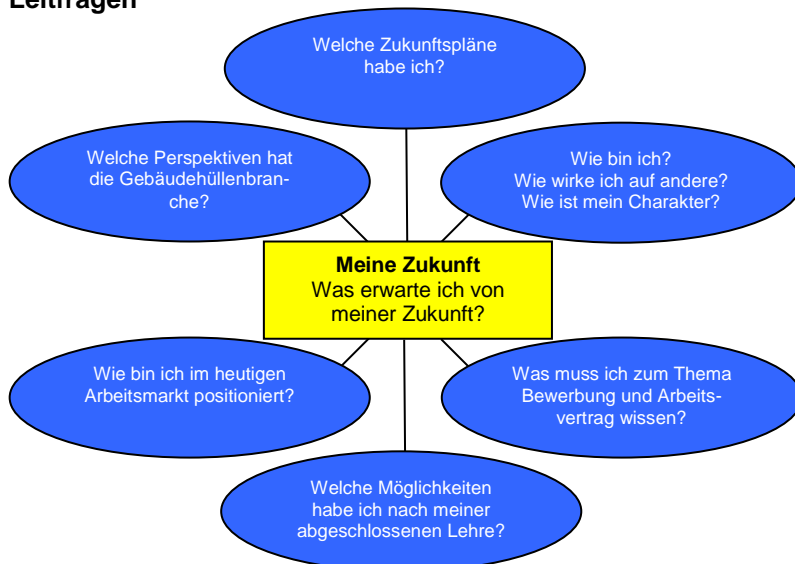 Leitfragen
Welche Zukunftspläne
habe ich?
Welche Perspektiven hat
die Gebäudehüllenbran-
che?
Wie bin ich?
Wie wirke ich auf andere?
Wie ist mein Charakter?
Meine Zukunft
Was erwarte ich von
meiner Zukunft?
Wie bin ich im heutigen
Arbeitsmarkt positioniert?
Was muss ich zum Thema
Bewerbung und Arbeits-
vertrag wissen?
Welche Möglichkeiten
habe ich nach meiner
abgeschlossenen Lehre?